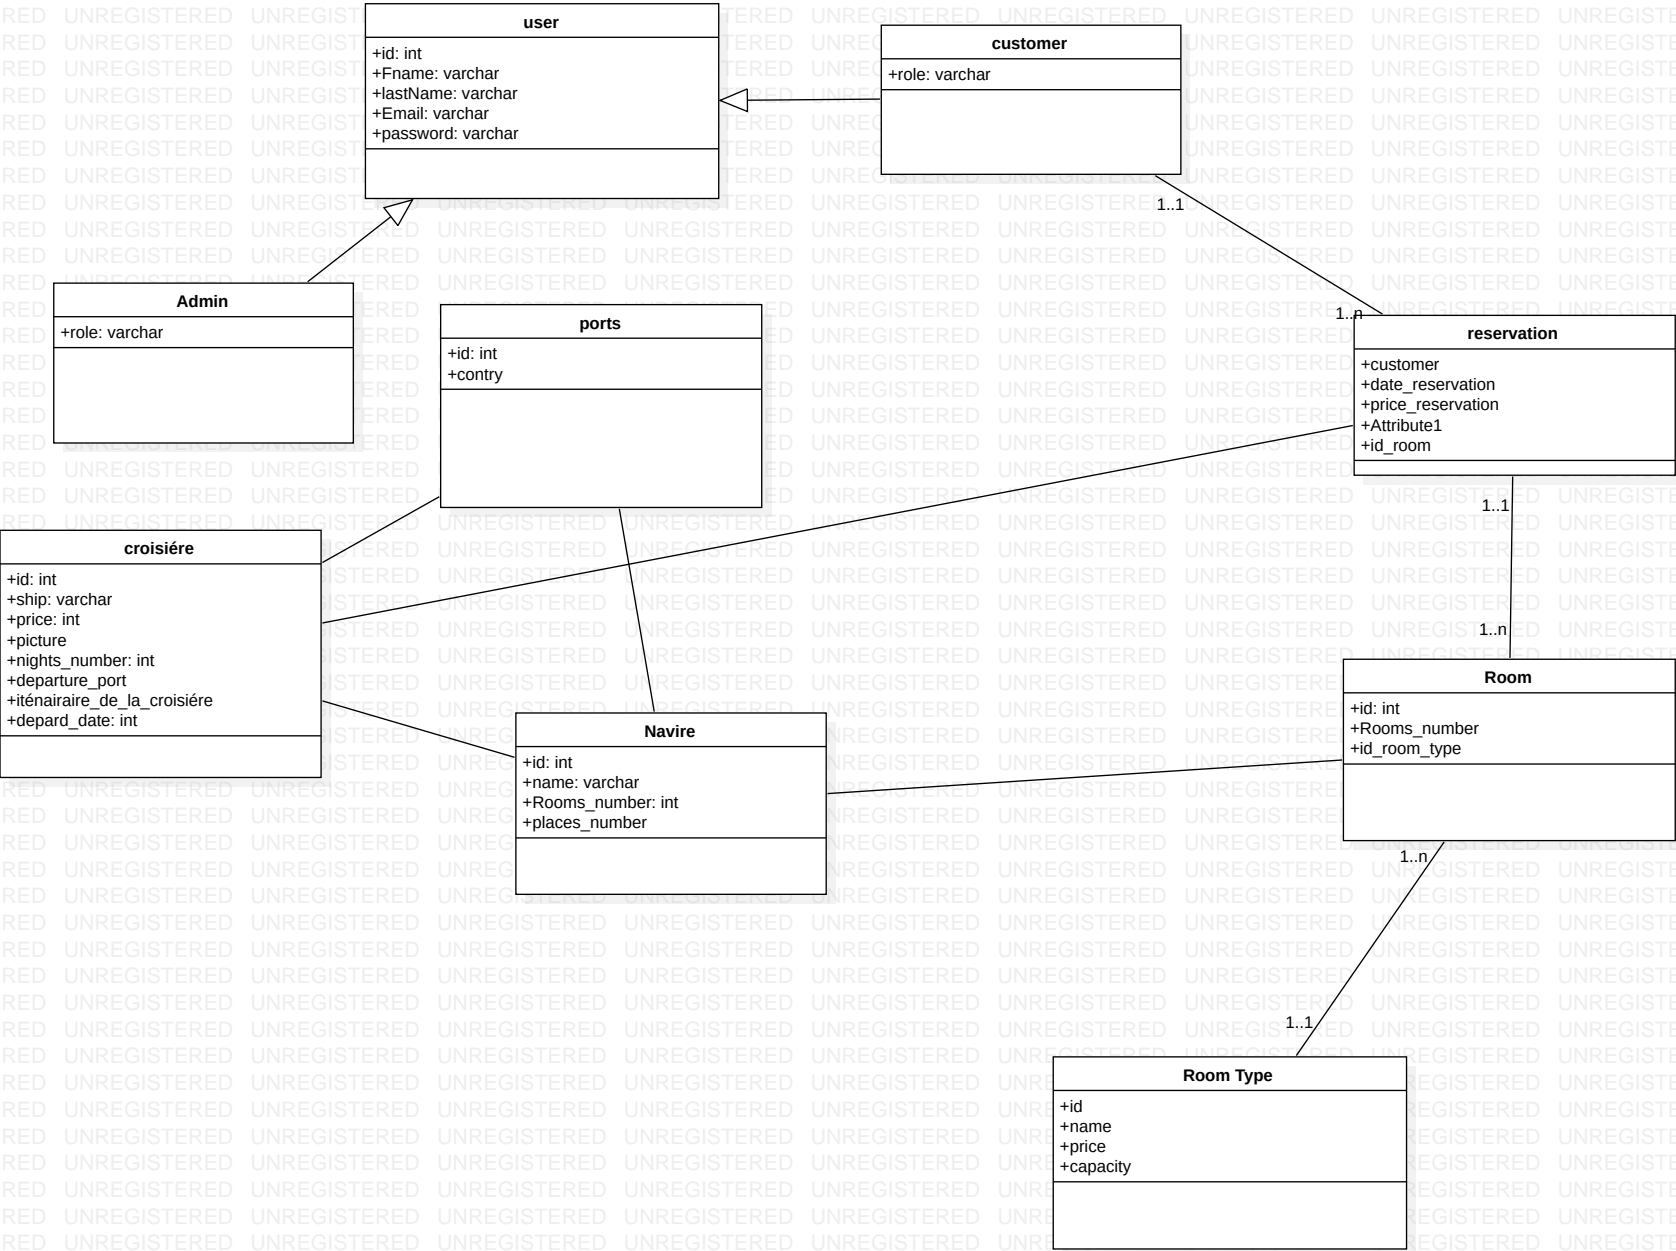 user
+id: int
+Fname: varchar
+lastName: varchar
+Email: varchar
+password: varchar
customer
+role: varchar
1..1
Admin
+role: varchar
ports
+id: int
+contry
1..n
reservation
+customer
+date_reservation
+price_reservation
+Attribute1
+id_room
1..1
croisiére
+id: int
+ship: varchar
+price: int
+picture
+nights_number: int
+departure_port
+iténairaire_de_la_croisiére
+depard_date: int
1..n
Room
+id: int
+Rooms_number
+id_room_type
Navire
+id: int
+name: varchar
+Rooms_number: int
+places_number
1..n
1..1
Room Type
+id
+name
+price
+capacity
UNREGISTERED